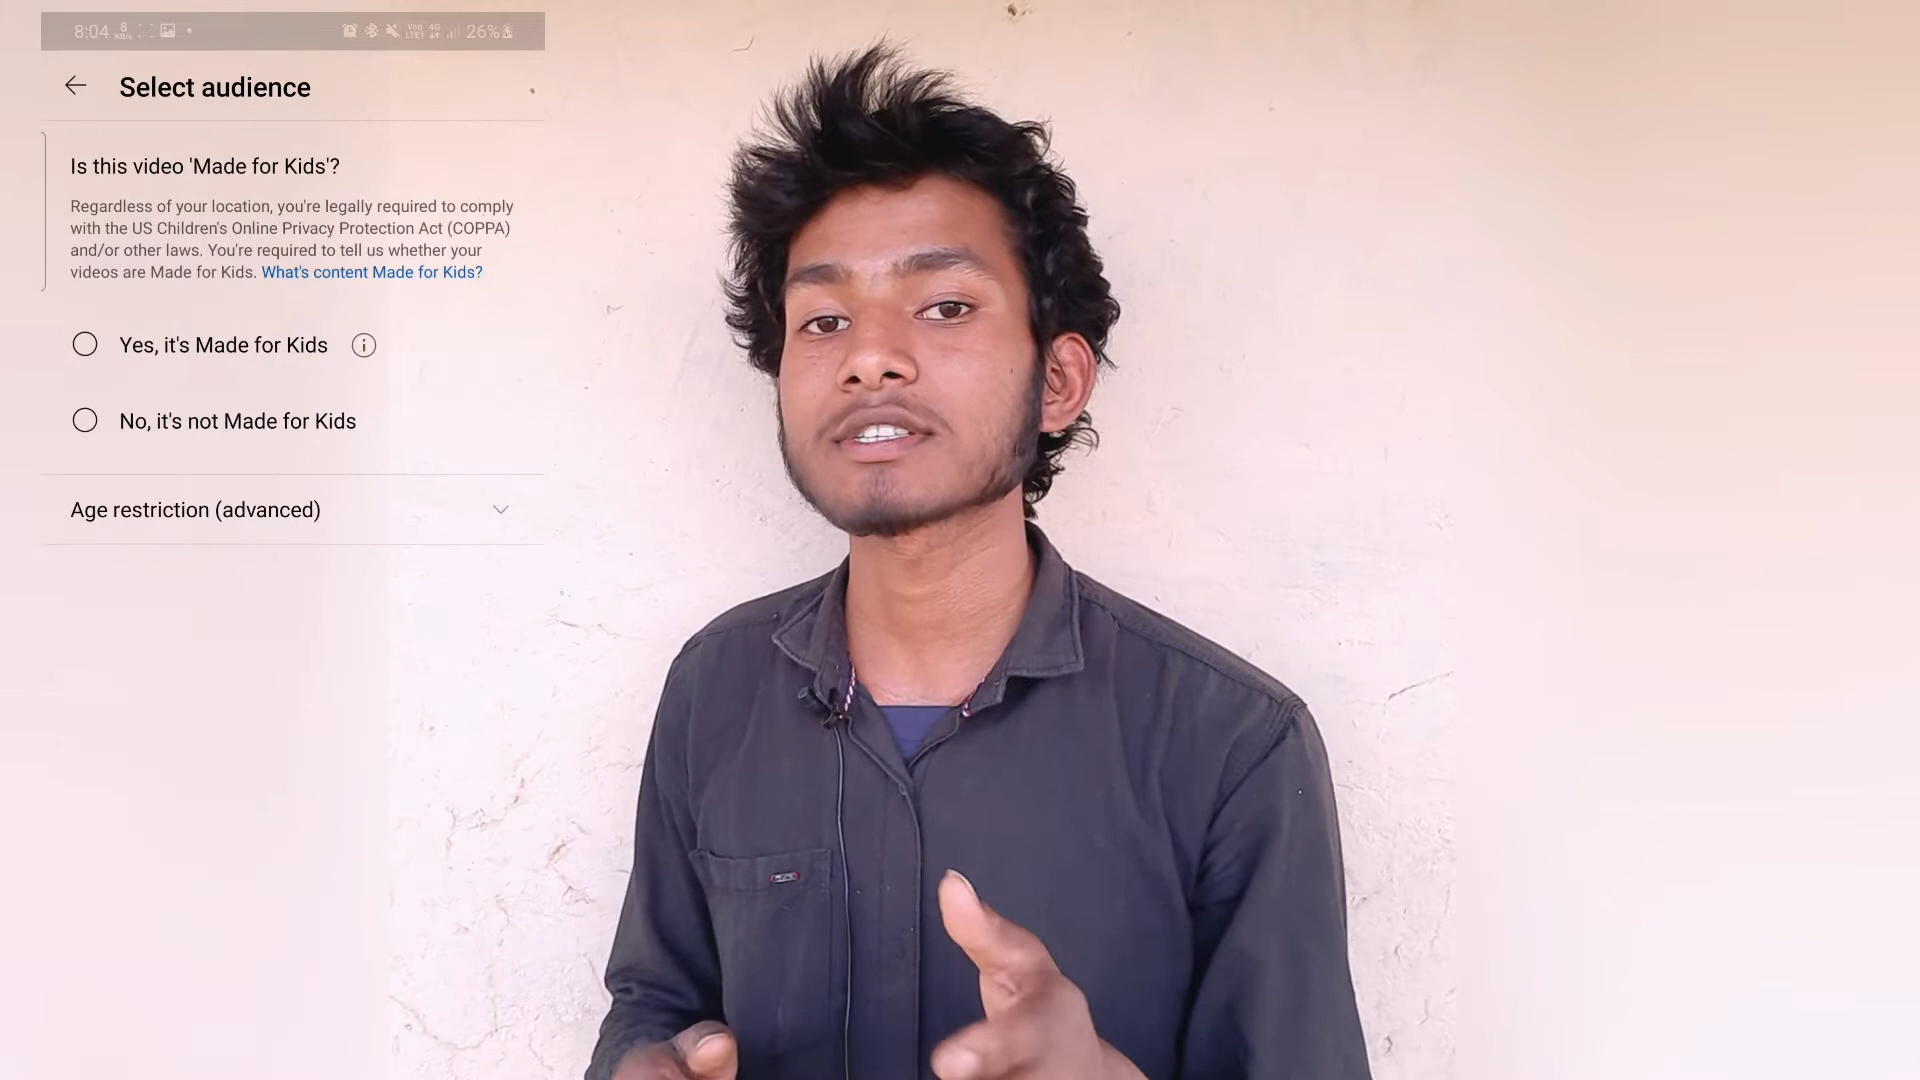 8:04 8 KB/s 26%
Select audience
Is this video 'Made for Kids'?
Regardless of your location, you're legally required to comply
with the US Children's Online Privacy Protection Act (COPPA)
and/or other laws. You're required to tell us whether your
videos are Made for Kids. What's content Made for Kids?
Yes, it's Made for Kids
No, it's not Made for Kids
Age restriction (advanced)